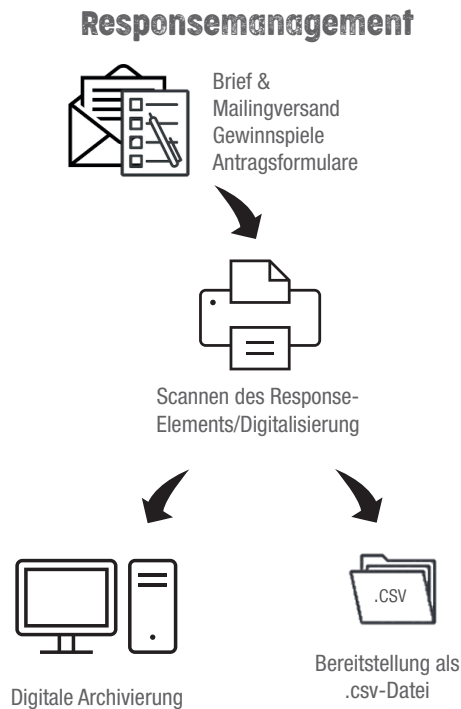 Responsemanagement
Brief &
Mailingversand
Gewinnspiele
Antragsformulare
Scannen des Response-
Elements/Digitalisierung
.CSV
Digitale Archivierung
Bereitstellung als
.csv-Datei